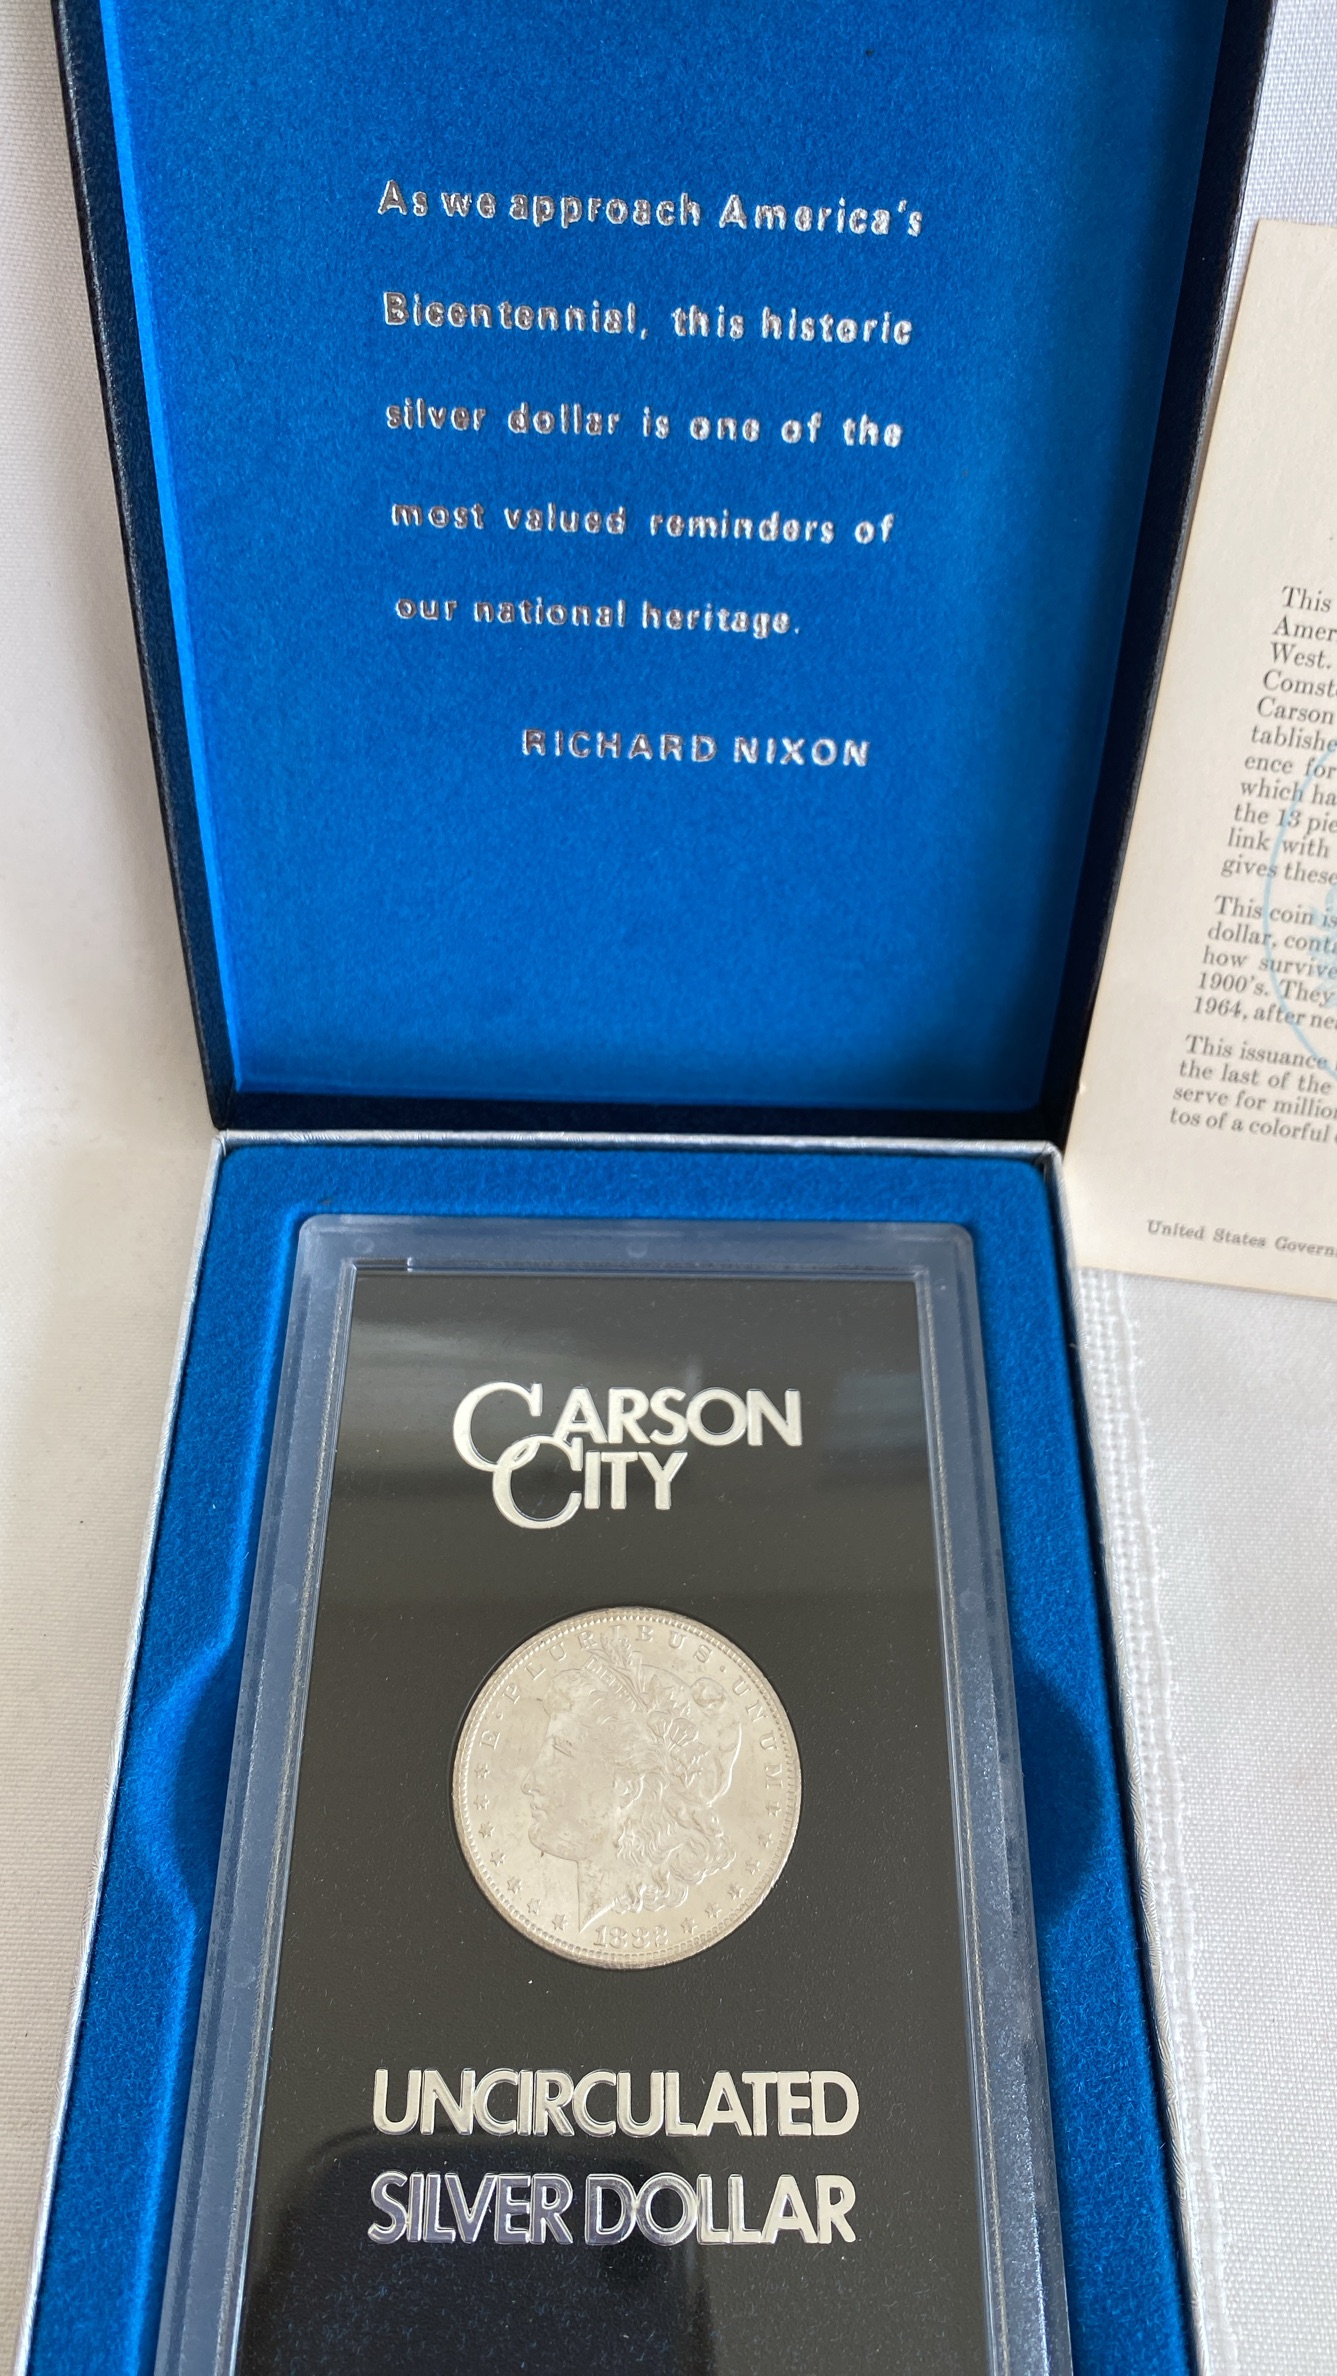 As we approach America's
Bicentennial, this historic
silver dollar is one of the
most valued reminders of
our national heritage.
RICHARD NIXON
This
Amer
West.
Comst
Carson
tablishe
ence for
which ha
the 13 pie
link with
gives these
This coin is
dollar, conta
how survive
1900's. They
1964, after ne
This issuance
the last of the
serve for million
tos of a colorful
United States Govern
CARSON
CITY
E·PLURIBUS·UNUM
LIBERTY
1882
UNCIRCULATED
SILVER DOLLAR